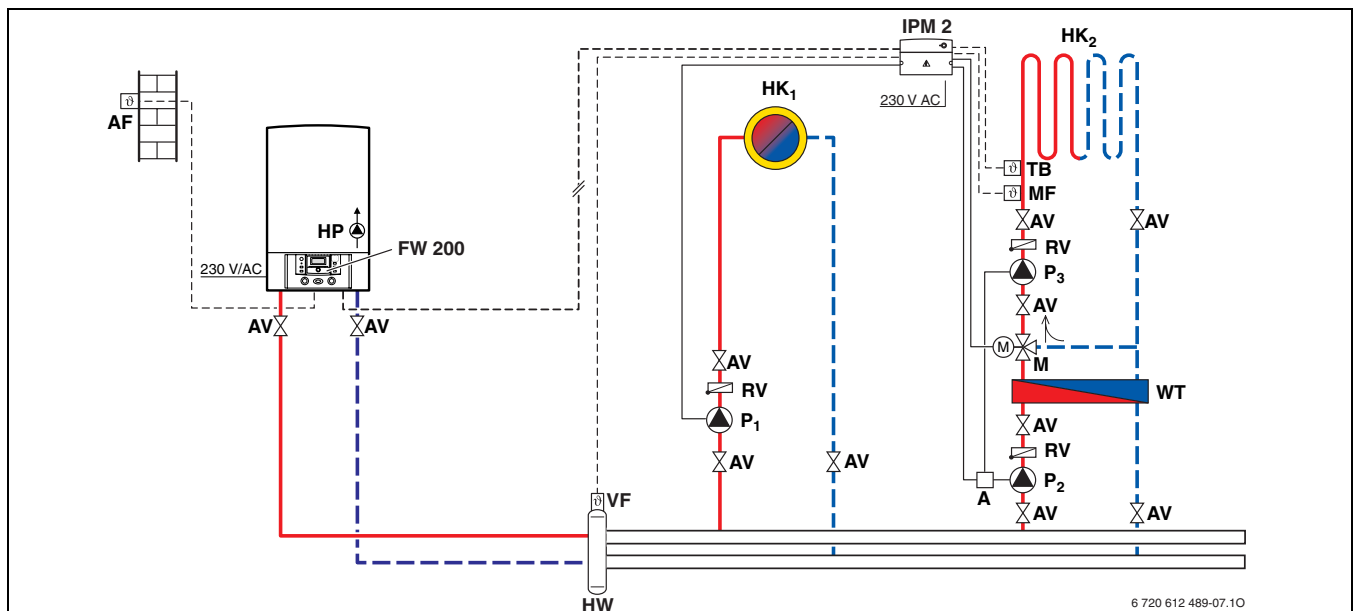 IPM 2
HK2
HK1
230 V AC
ϑ
AF
TB
ϑ
MF
ϑ
HP
FW 200
AV
AV
RV
230 V/AC
P3
AV
AV
AV
M
M
AV
RV
WT
P1
AV
RV
AV
AV
P2
A
ϑ
VF
AV
AV
HW
6 720 612 489-07.1O